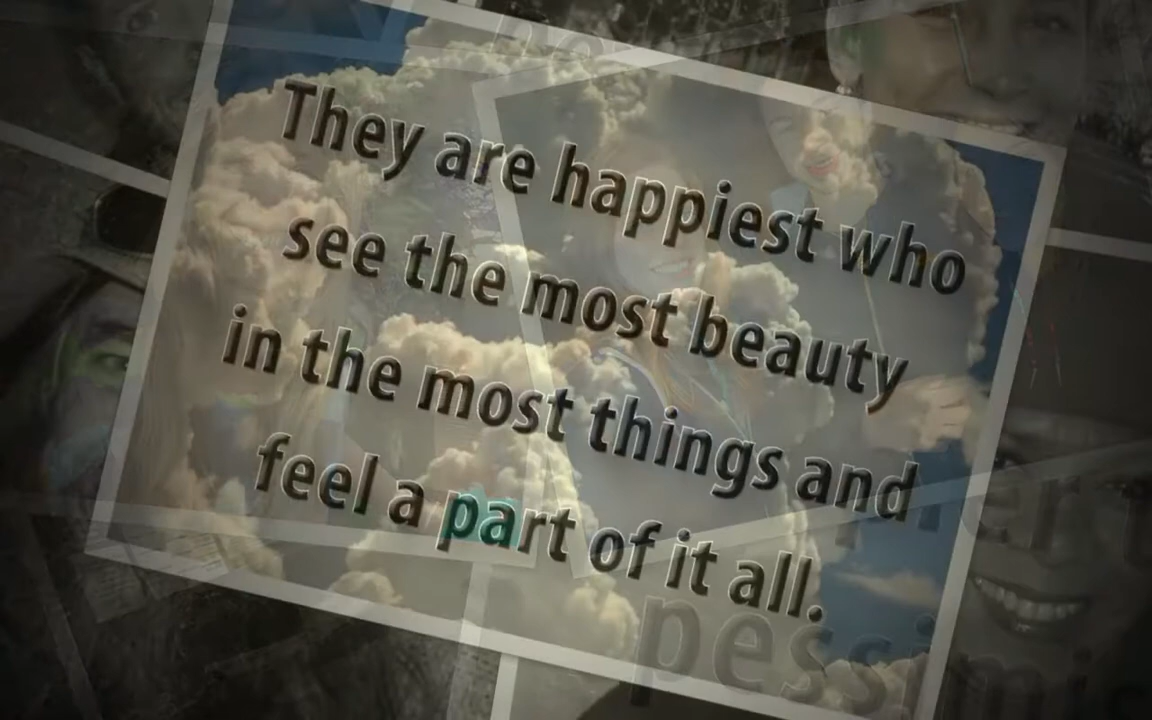 They are happiest who
see the most beauty
in the most things and
feel a part of it all.